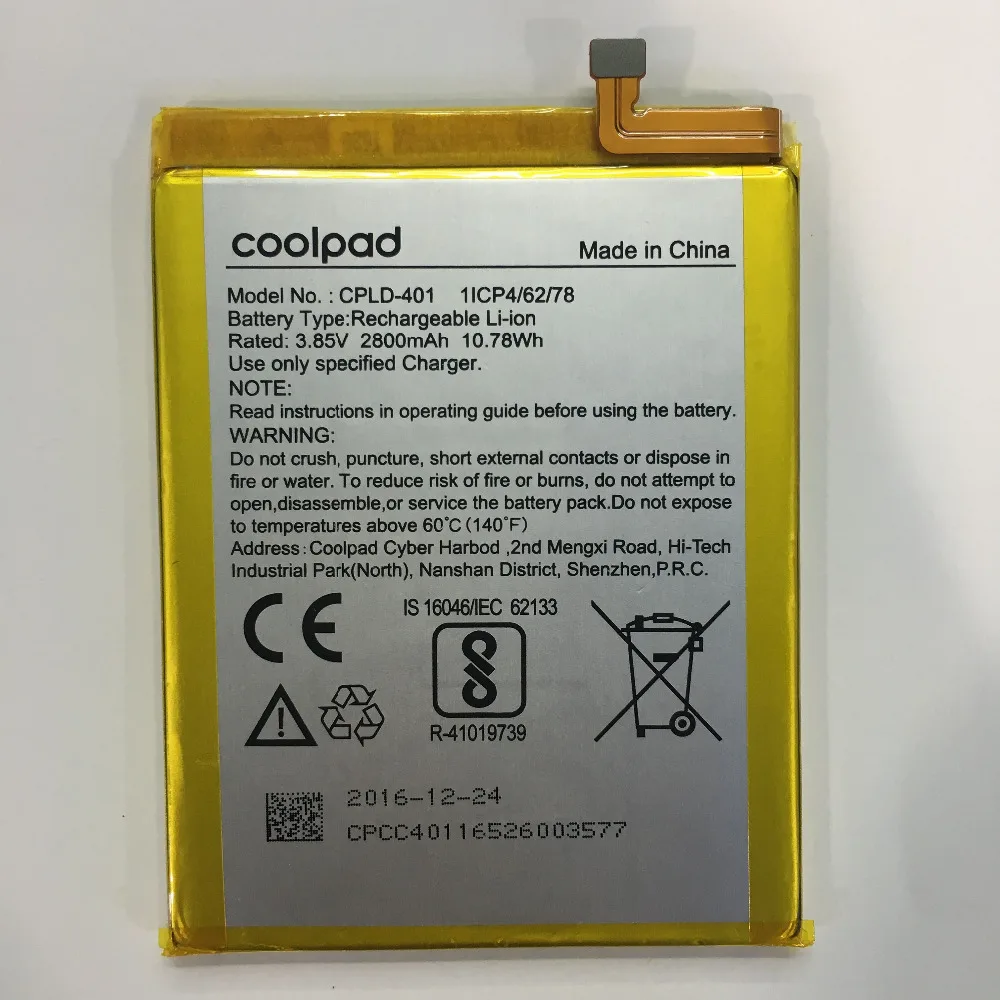 coolpad
Made in China
Model No. : CPLD-401 1ICP4/62/78
Battery Type:Rechargeable Li-ion
Rated: 3.85V 2800mAh 10.78Wh
Use only specified Charger.
NOTE:
Read instructions in operating guide before using the battery.
WARNING:
Do not crush, puncture, short external contacts or dispose in
fire or water. To reduce risk of fire or burns, do not attempt to
open,disassemble,or service the battery pack.Do not expose
to temperatures above 60°C (140°F)
Address : Coolpad Cyber Harbod ,2nd Mengxi Road, Hi-Tech
Industrial Park(North), Nanshan District, Shenzhen,P.R.C.
CE
IS 16046/IEC 62133
R-41019739
2016-12-24
CPCC40116526003577